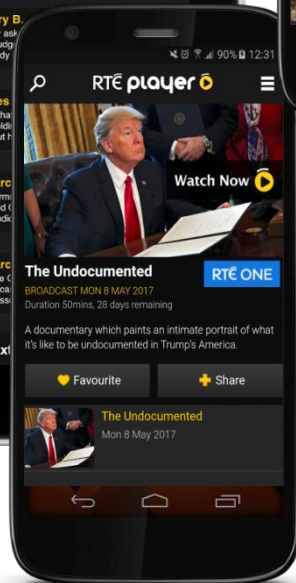 90% 12:31
RTÉ player
Watch Now
The Undocumented
RTÉ ONE
BROADCAST MON 8 MAY 2017
Duration 50mins, 28 days remaining
A documentary which paints an intimate portrait of what
it's like to be undocumented in Trump's America.
Favourite
Share
The Undocumented
Mon 8 May 2017